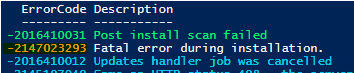 ErrorCode Description
--------- -----------
-2016410031 Post install scan failed
-2147023293 Fatal error during installation.
-2016410012 Updates handler job was cancelled